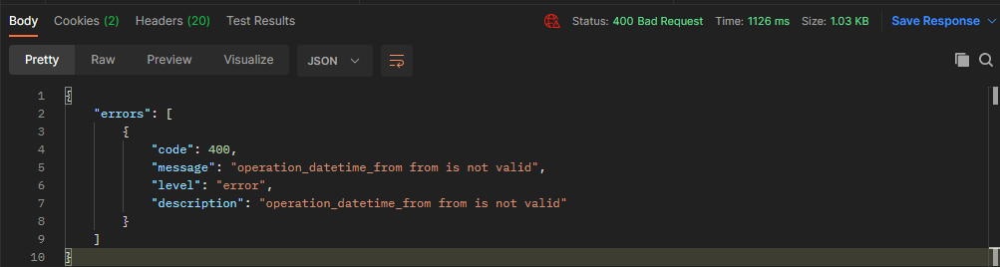 Body Cookies (2) Headers (20) Test Results Status: 400 Bad Request Time: 1126 ms Size: 1.03 KB Save Response
Pretty Raw Preview Visualize JSON
1 {
2 "errors": [
3 {
4 "code": 400,
5 "message": "operation_datetime_from from is not valid",
6 "level": "error",
7 "description": "operation_datetime_from from is not valid"
8 }
9 ]
10 }